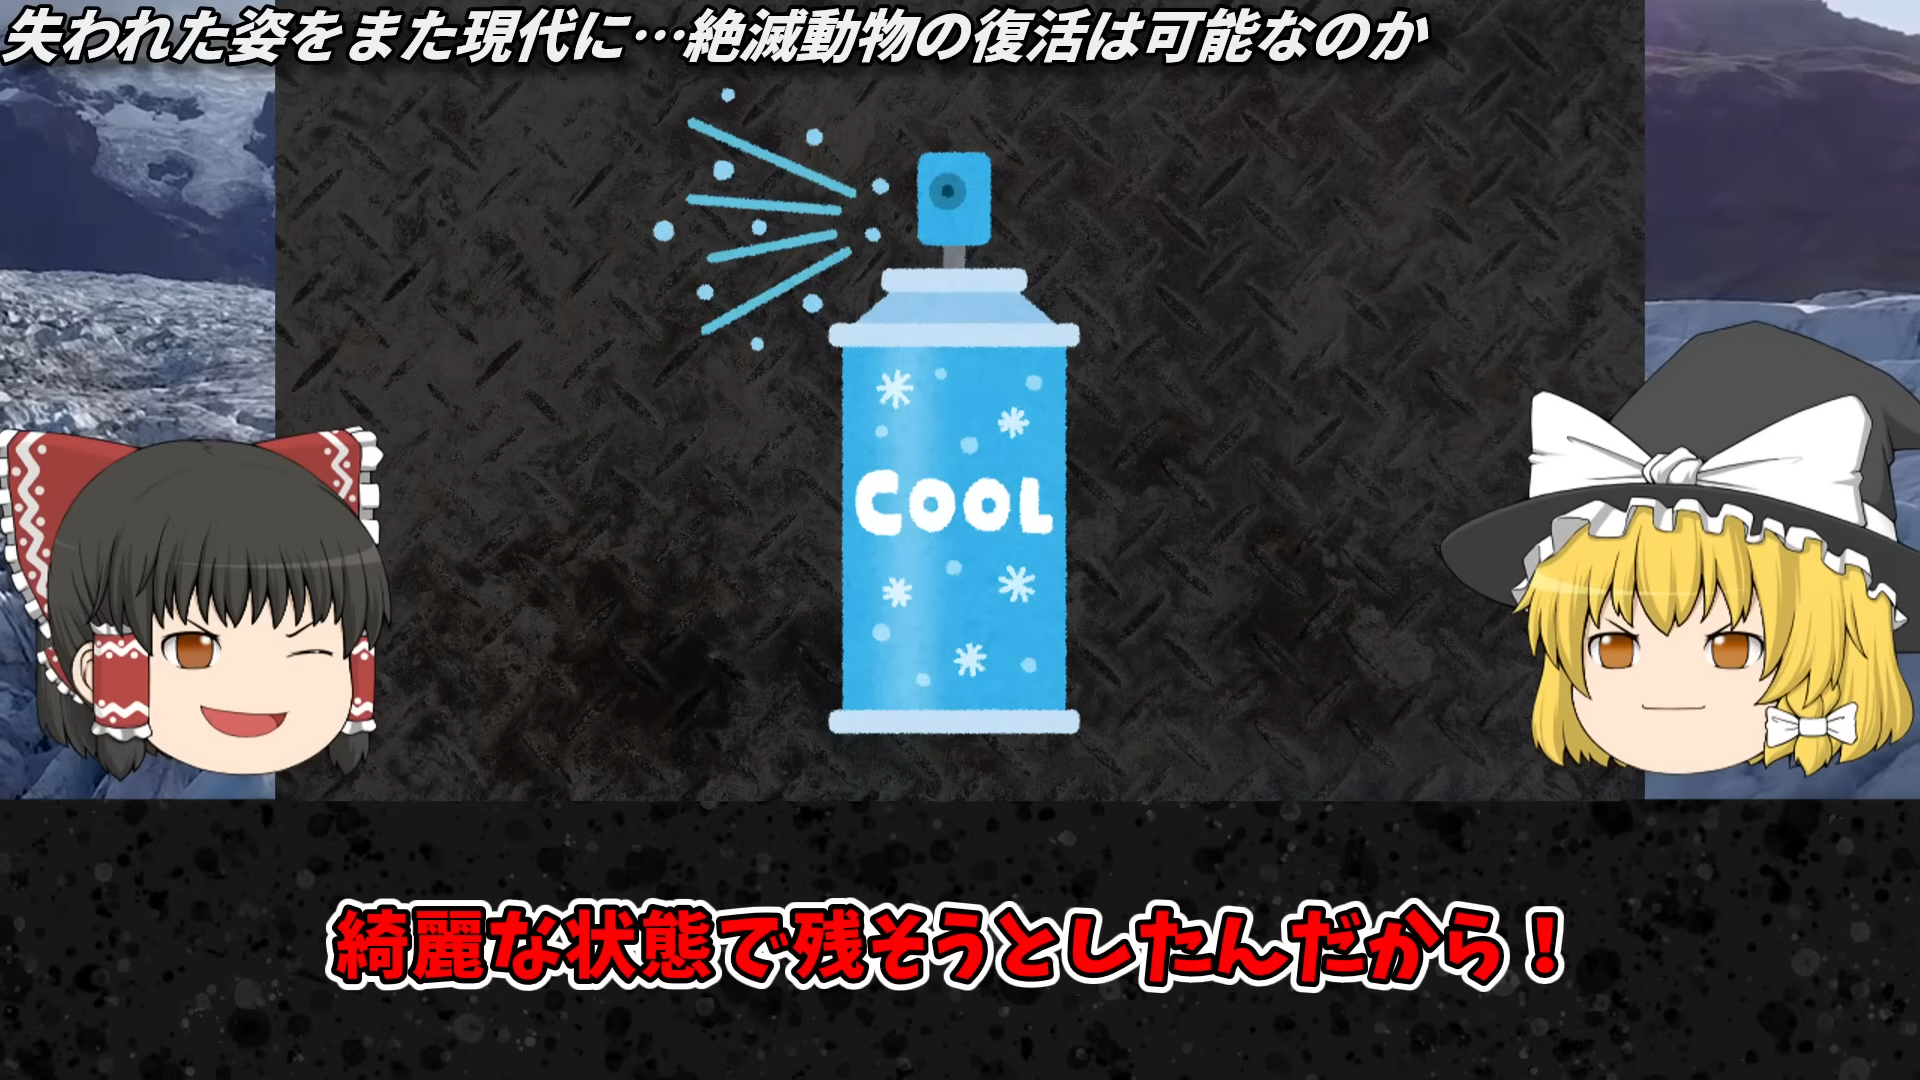 失われた姿をまた現代に…絶滅動物の復活は可能なのか
COOL
綺麗な状態で残そうとしたんだから！